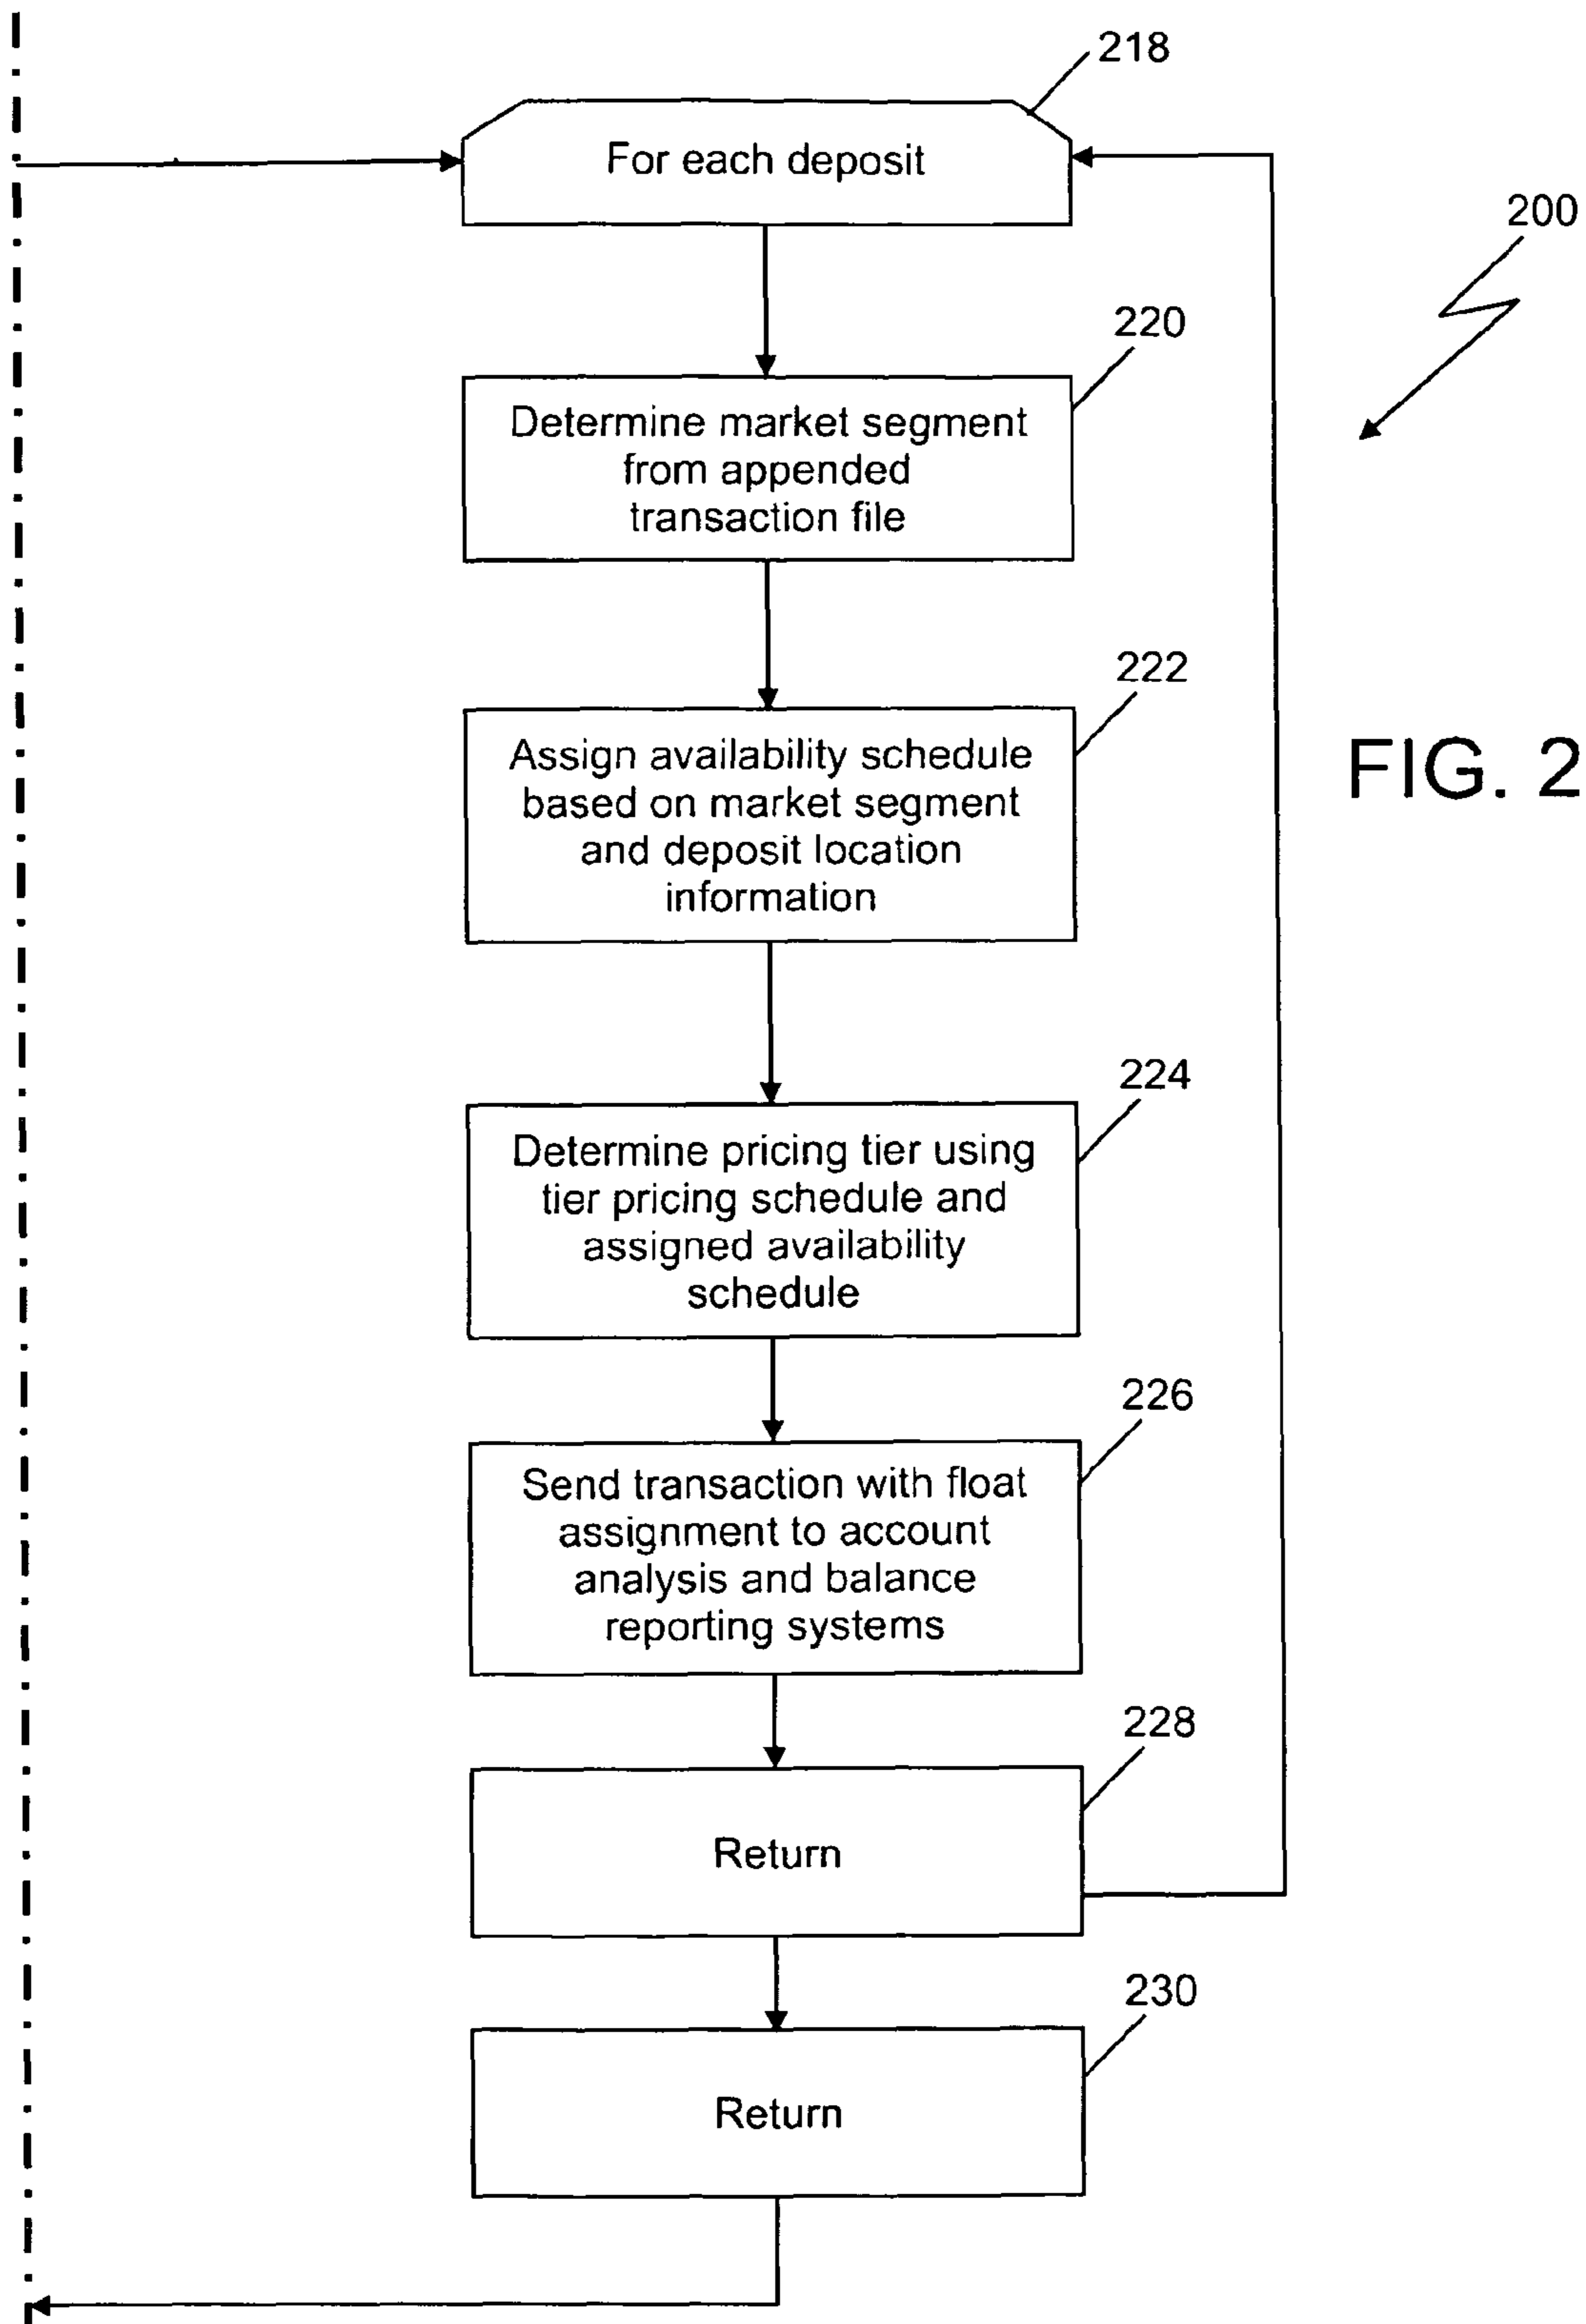 218
For each deposit
200
220
Determine market segment
from appended
transaction file
222
Assign availability schedule
based on market segment
and deposit location
information
FIG. 2
224
Determine pricing tier using
tier pricing schedule and
assigned availability
schedule
226
Send transaction with float
assignment to account
analysis and balance
reporting systems
228
Return
230
Return